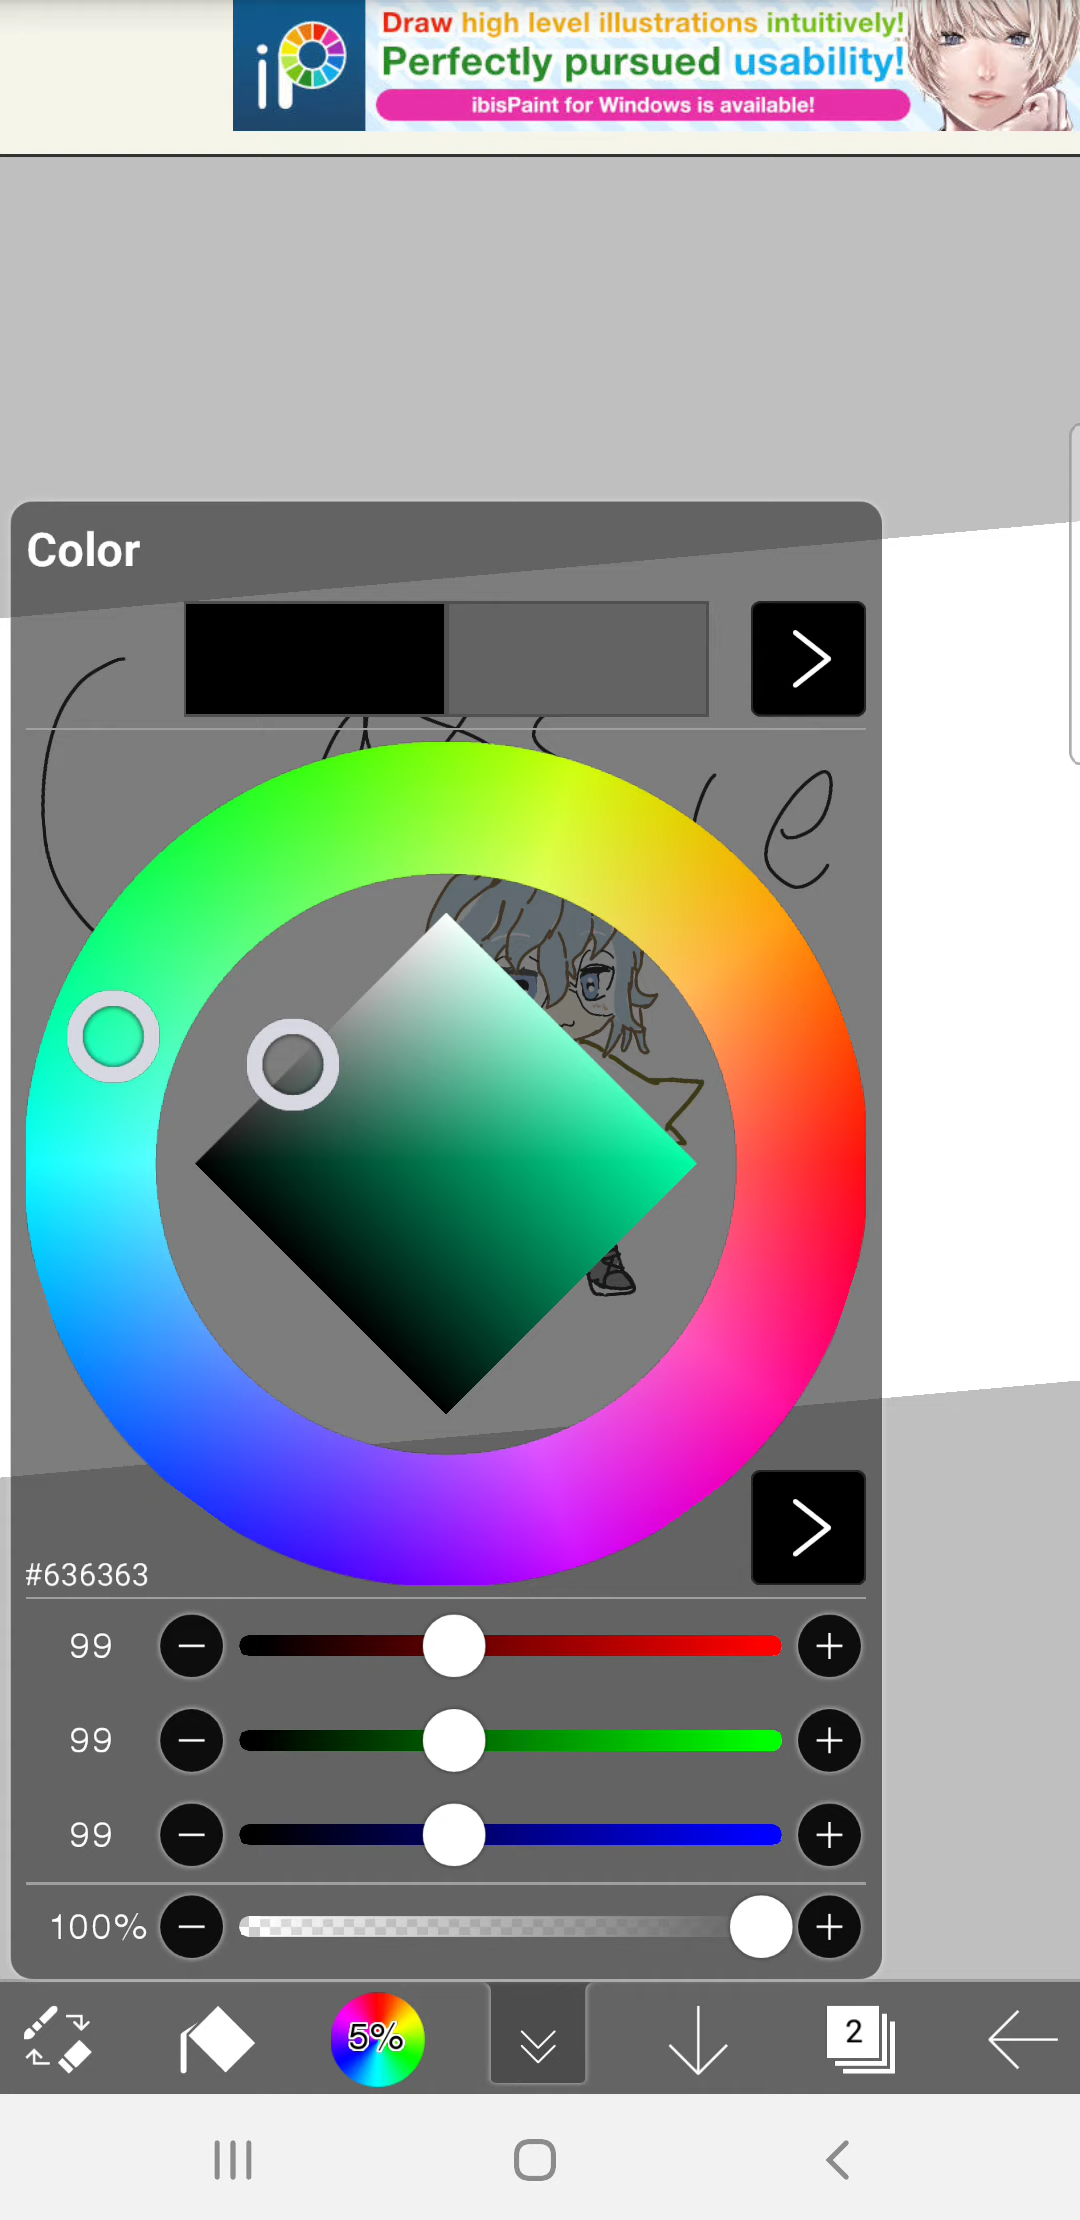 iP
Draw high level illustrations intuitively!
Perfectly pursued usability!
ibisPaint for Windows is available!
Color
e
#636363
99
99
99
100%
5%
2